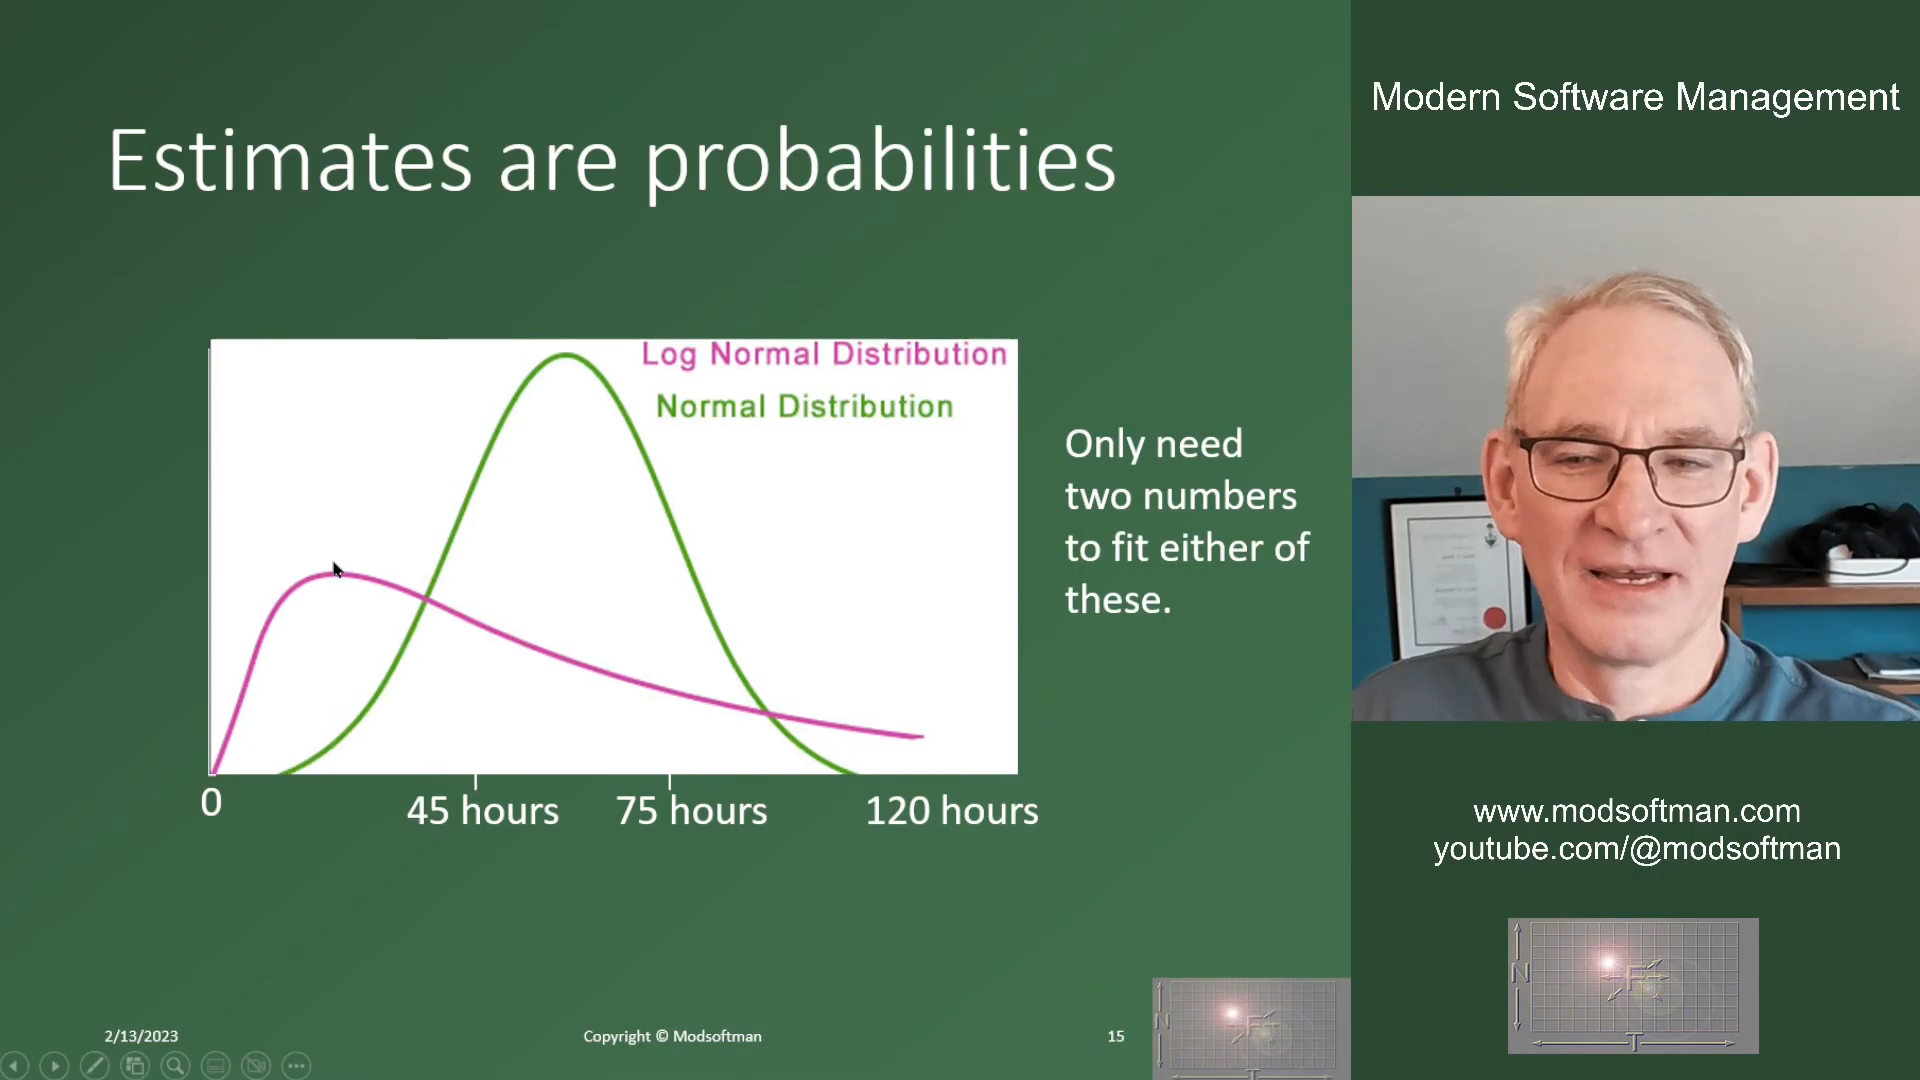 Modern Software Management
Estimates are probabilities
Log Normal Distribution
Normal Distribution
Only need
two numbers
to fit either of
these.
0
45 hours
75 hours
120 hours
www.modsoftman.com
youtube.com/@modsoftman
N
F
T
2/13/2023
Copyright © Modsoftman
15
N
F
T